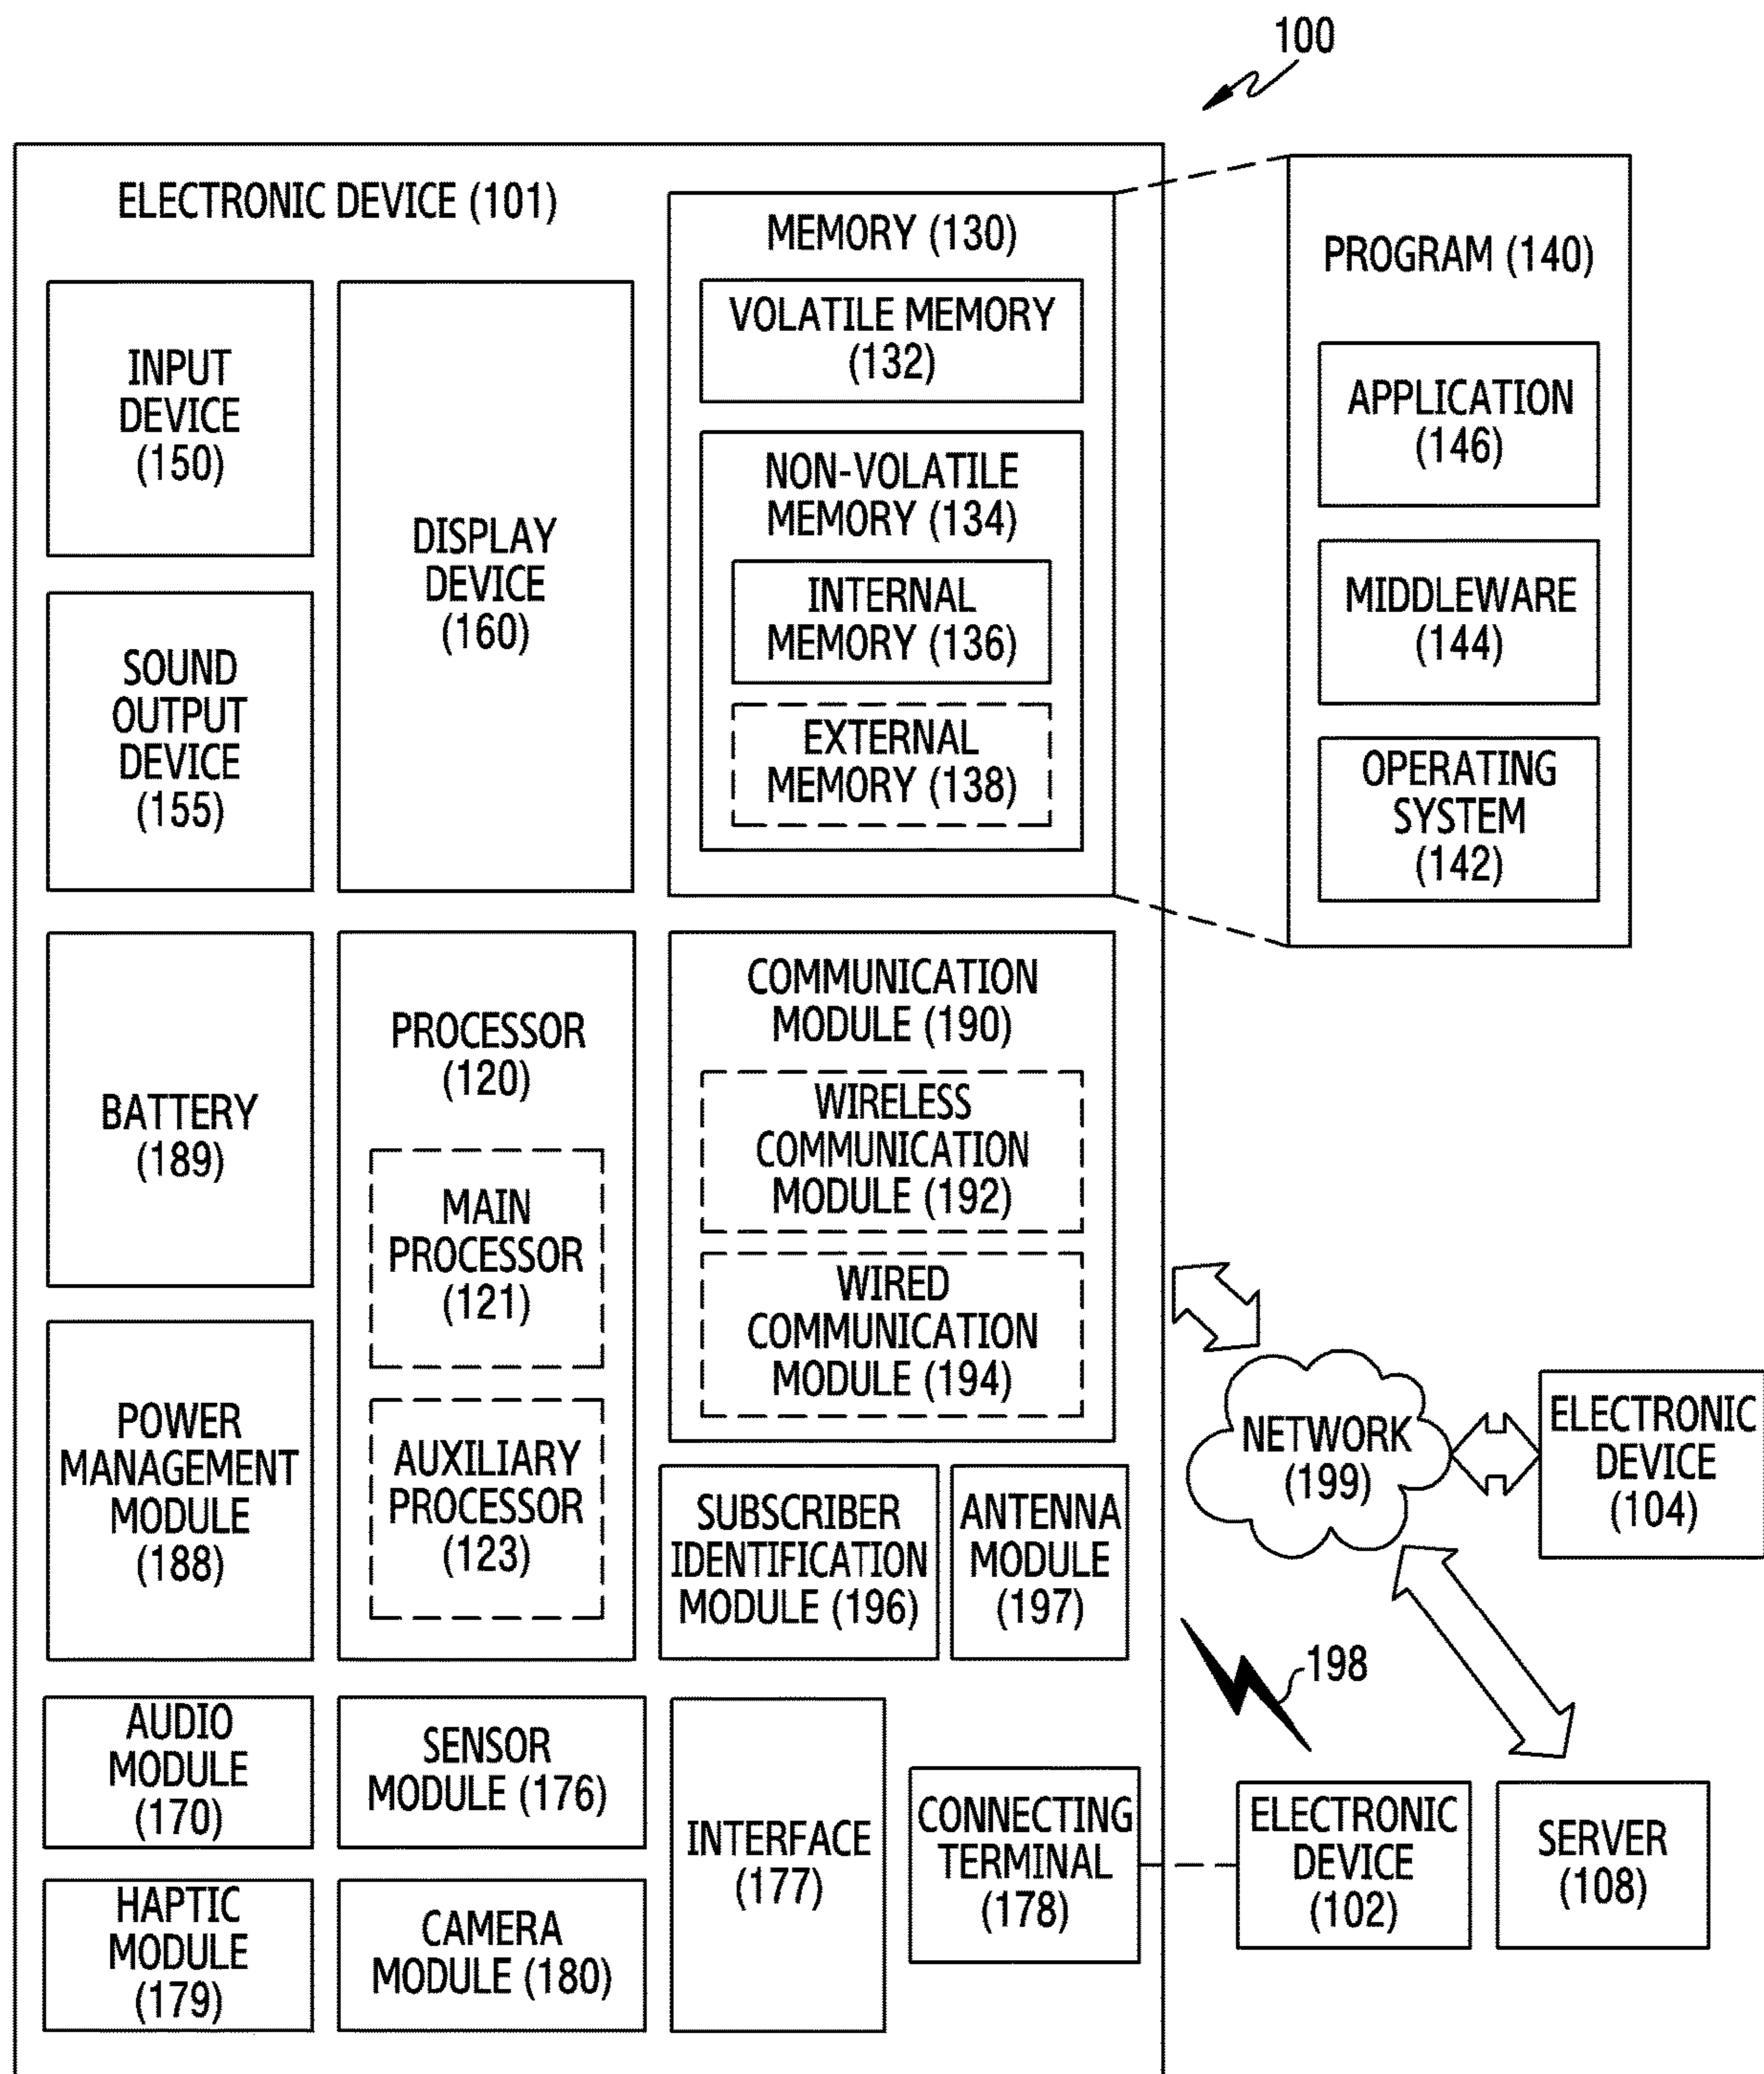 100
ELECTRONIC DEVICE (101)
INPUT
DEVICE
(150)
DISPLAY
DEVICE
(160)
SOUND
OUTPUT
DEVICE
(155)
MEMORY (130)
VOLATILE MEMORY
(132)
NON-VOLATILE
MEMORY (134)
INTERNAL
MEMORY (136)
EXTERNAL
MEMORY (138)
PROGRAM (140)
APPLICATION
(146)
MIDDLEWARE
(144)
OPERATING
SYSTEM
(142)
BATTERY
(189)
POWER
MANAGEMENT
MODULE
(188)
PROCESSOR
(120)
MAIN
PROCESSOR
(121)
AUXILIARY
PROCESSOR
(123)
COMMUNICATION
MODULE (190)
WIRELESS
COMMUNICATION
MODULE (192)
WIRED
COMMUNICATION
MODULE (194)
SUBSCRIBER
IDENTIFICATION
MODULE (196)
ANTENNA
MODULE
(197)
NETWORK
(199)
ELECTRONIC
DEVICE
(104)
198
AUDIO
MODULE
(170)
SENSOR
MODULE (176)
HAPTIC
MODULE
(179)
CAMERA
MODULE (180)
INTERFACE
(177)
CONNECTING
TERMINAL
(178)
ELECTRONIC
DEVICE
(102)
SERVER
(108)